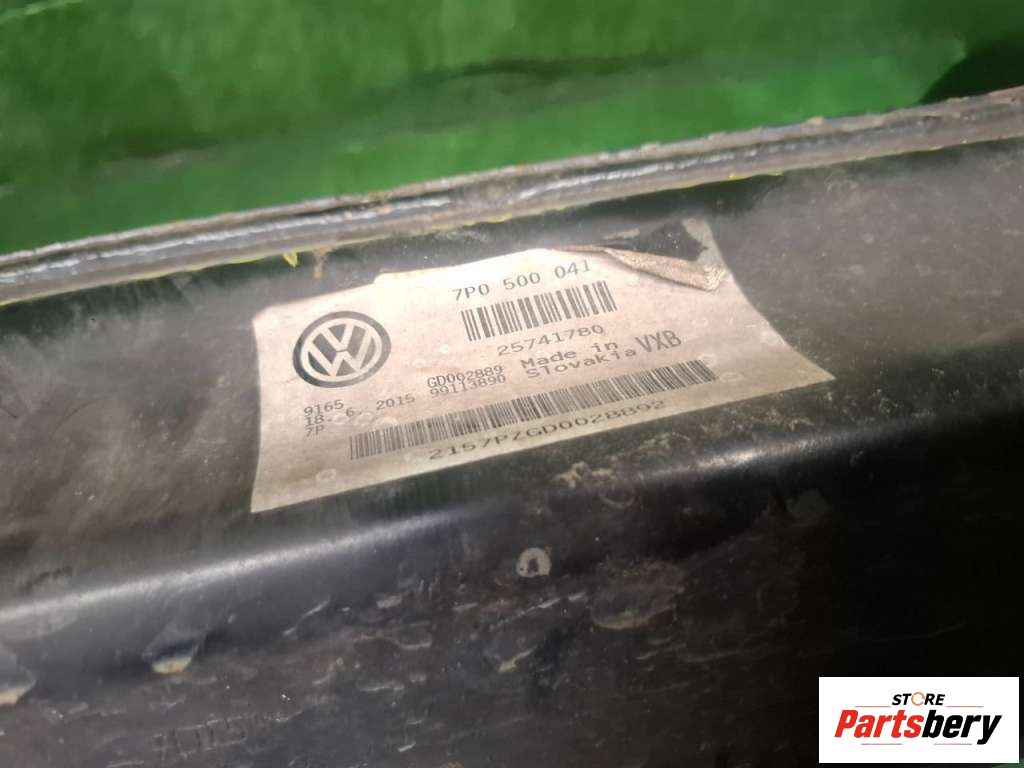 7P0 500 041
25741780
GD002889 Made in VXB
9165
18. 6. 2015 99113890 Slovakia
7P
2157PZGD0028892
STORE
Partsbery